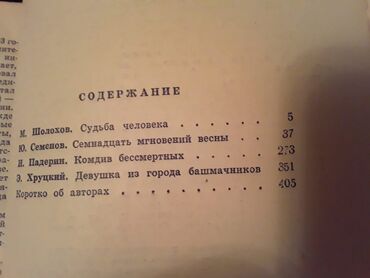 СОДЕРЖАНИЕ
М. Шолохов. Судьба человека . . . . . . 5
Ю. Семенов. Семнадцать мгновений весны . . . 37
И. Падерин. Комдив бессмертных . . . . . 273
Э. Хруцкий. Девушка из города башмачников . . 351
Коротко об авторах . . . . . . . . 405